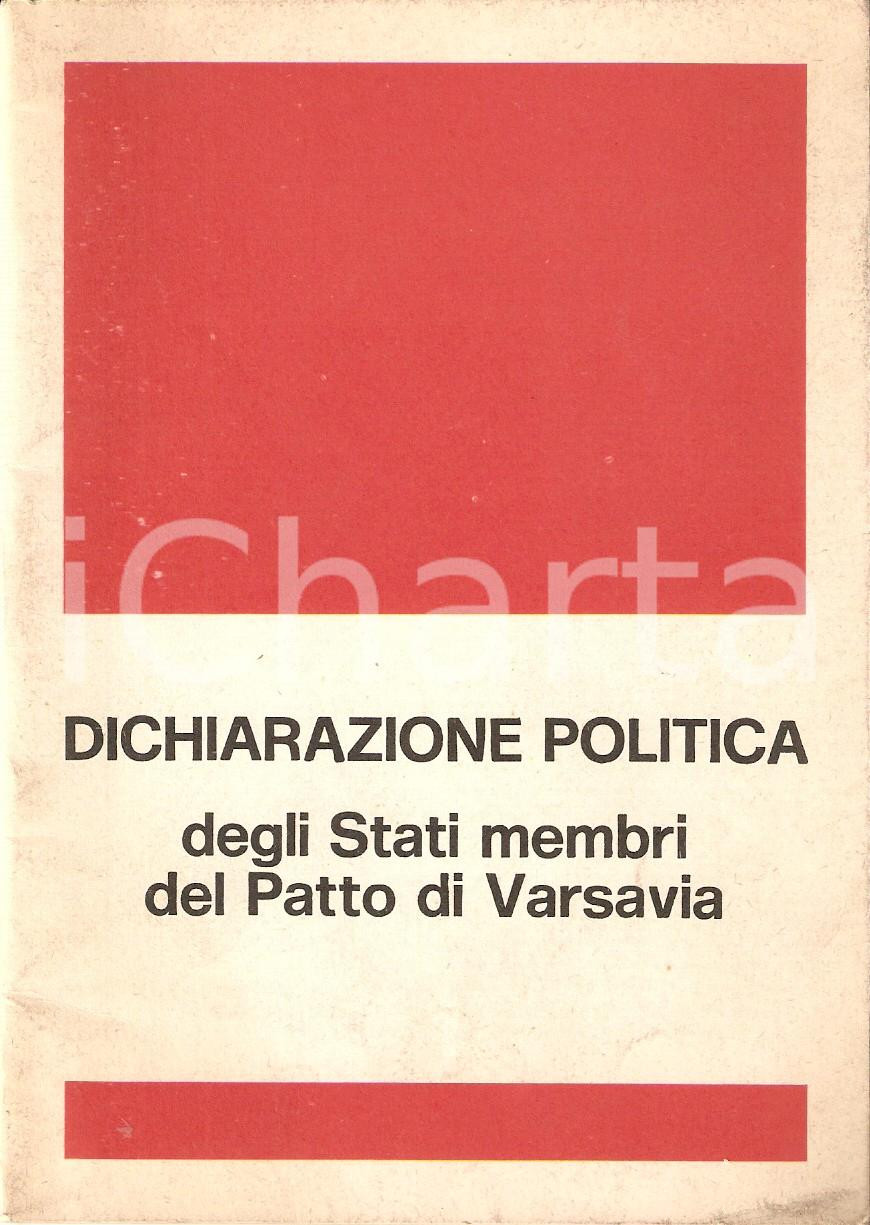 iCharta
DICHIARAZIONE POLITICA
degli Stati membri
del Patto di Varsavia